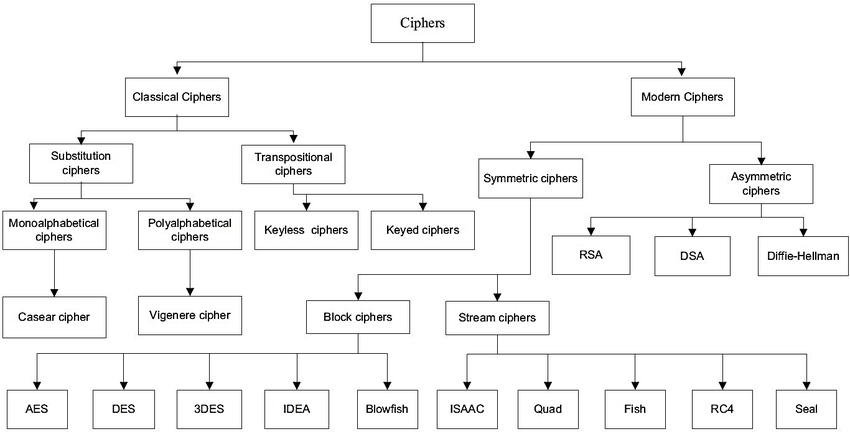 Ciphers
Classical Ciphers
Modern Ciphers
Substitution
ciphers
Transpositional
ciphers
Symmetric ciphers
Asymmetric
ciphers
Monoalphabetical
ciphers
Polyalphabetical
ciphers
Keyless ciphers
Keyed ciphers
RSA
DSA
Diffie-Hellman
Casear cipher
Vigenere cipher
Block ciphers
Stream ciphers
AES
DES
3DES
IDEA
Blowfish
ISAAC
Quad
Fish
RC4
Seal